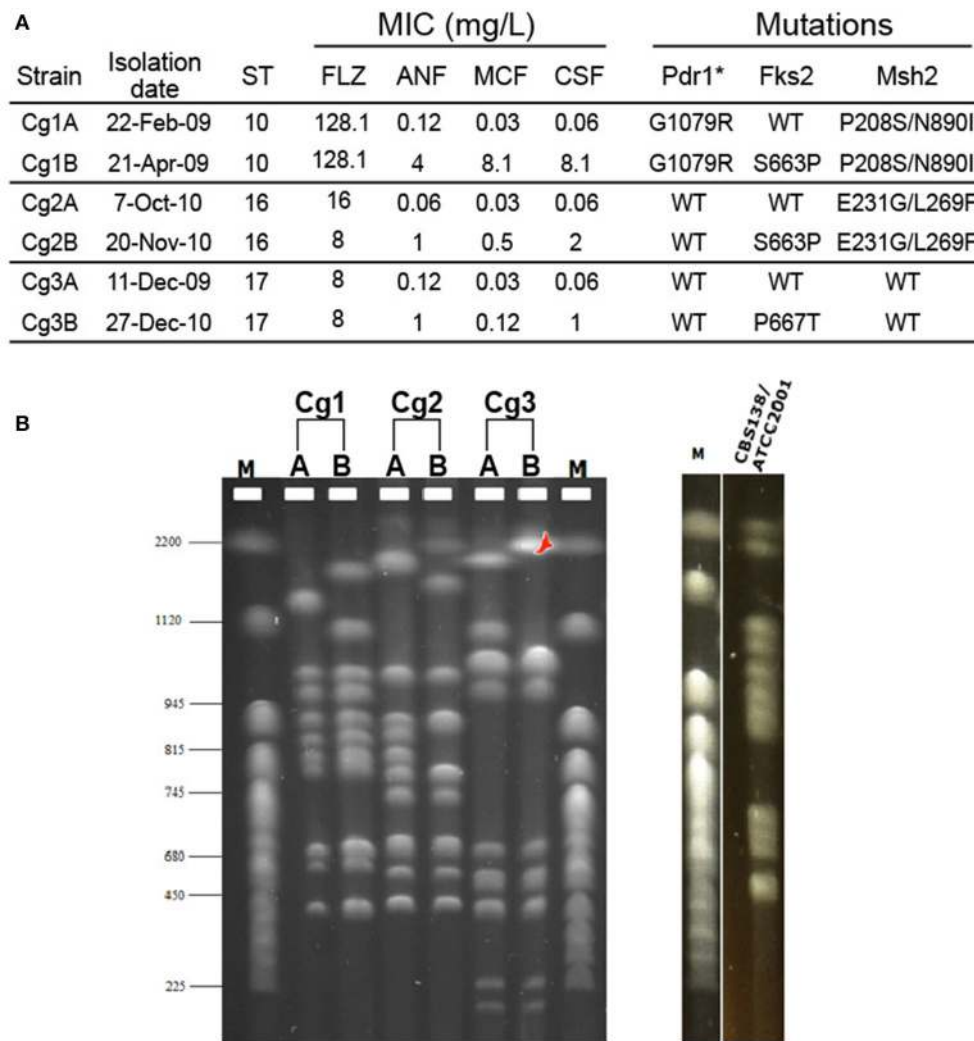 A
MIC (mg/L) Mutations
Strain Isolation date ST FLZ ANF MCF CSF Pdr1* Fks2 Msh2
Cg1A 22-Feb-09 10 128.1 0.12 0.03 0.06 G1079R WT P208S/N890I
Cg1B 21-Apr-09 10 128.1 4 8.1 8.1 G1079R S663P P208S/N890I
Cg2A 7-Oct-10 16 16 0.06 0.03 0.06 WT WT E231G/L269F
Cg2B 20-Nov-10 16 8 1 0.5 2 WT S663P E231G/L269F
Cg3A 11-Dec-09 17 8 0.12 0.03 0.06 WT WT WT
Cg3B 27-Dec-10 17 8 1 0.12 1 WT P667T WT
B
Cg1 Cg2 Cg3
M A B A B A B M
2200
1120
945
815
745
680
450
225
M
CBS138/
ATCC2001